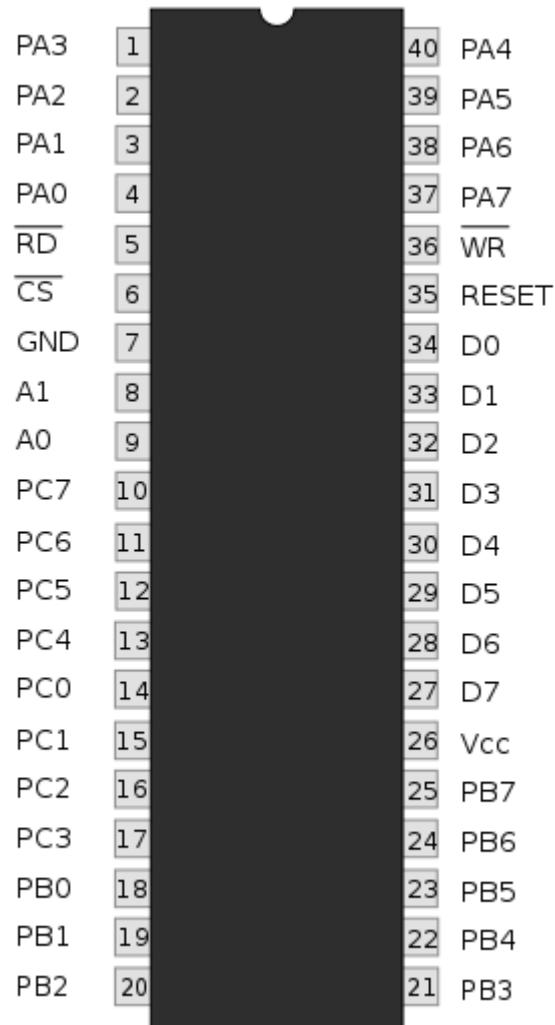 PA3 1 40 PA4
PA2 2 39 PA5
PA1 3 38 PA6
PA0 4 37 PA7
R̅D̅ 5 36 W̅R̅
C̅S̅ 6 35 RESET
GND 7 34 D0
A1 8 33 D1
A0 9 32 D2
PC7 10 31 D3
PC6 11 30 D4
PC5 12 29 D5
PC4 13 28 D6
PC0 14 27 D7
PC1 15 26 Vcc
PC2 16 25 PB7
PC3 17 24 PB6
PB0 18 23 PB5
PB1 19 22 PB4
PB2 20 21 PB3